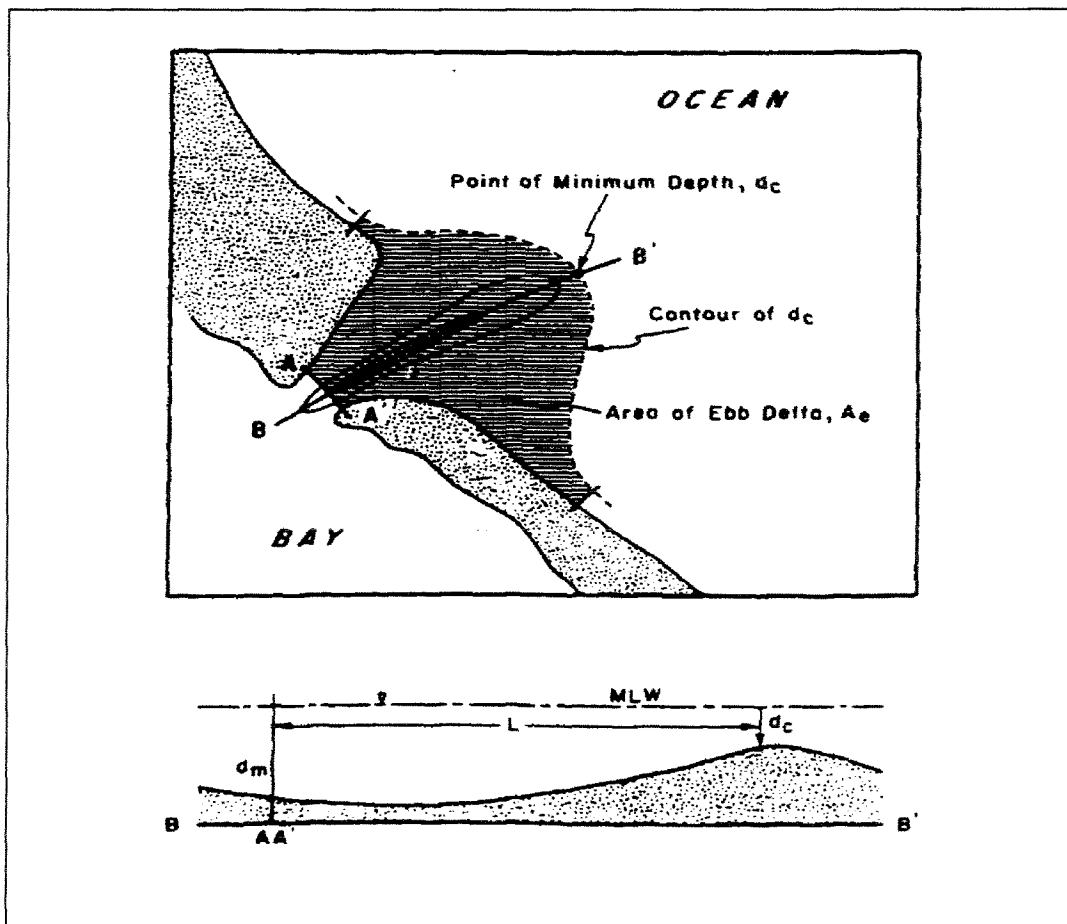 OCEAN
Point of Minimum Depth, dc
B'
Contour of dc
A
A'
Area of Ebb Delta, Ae
B
BAY
MLW
L
dc
dm
B
AA'
B'